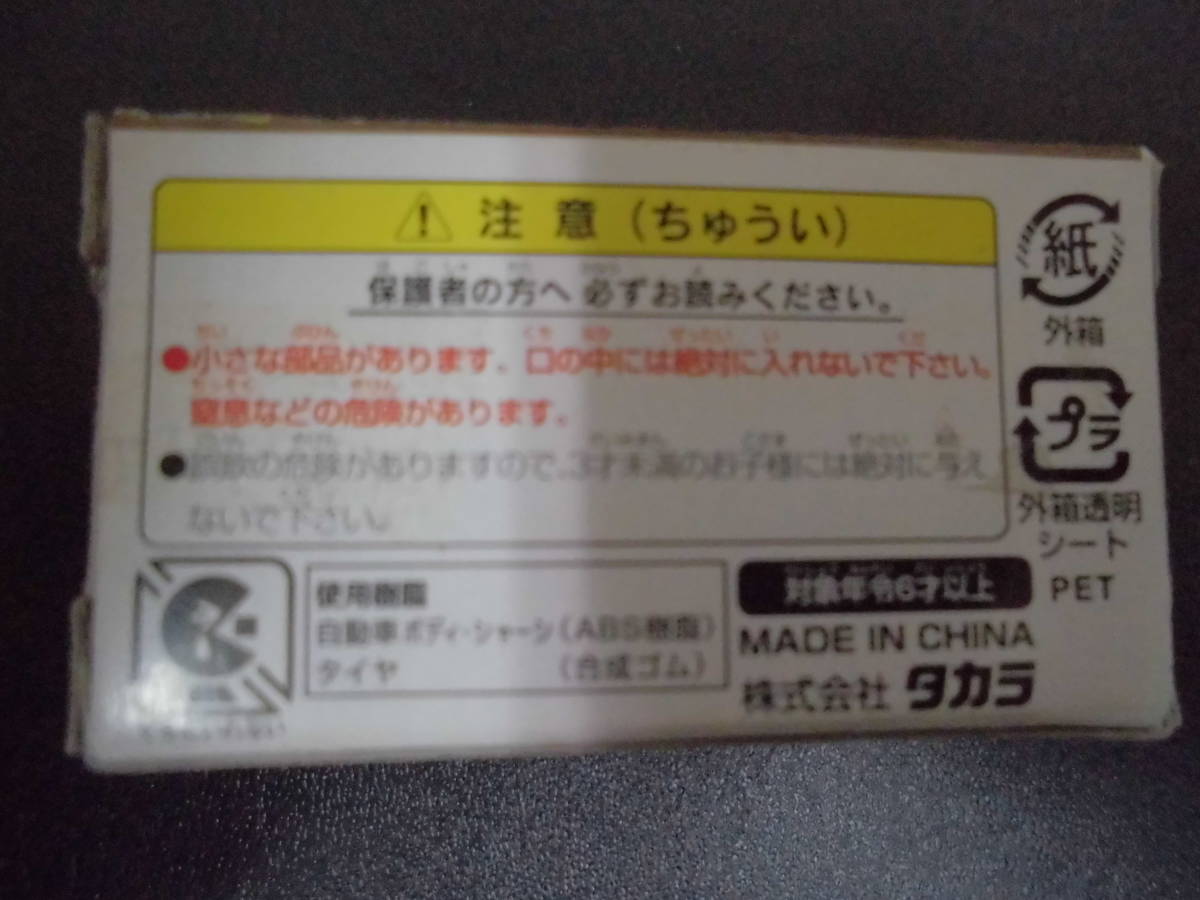 注意（ちゅうい）
保護者の方へ 必ずお読みください。
●小さな部品があります。口の中には絶対に入れないで下さい。
窒息などの危険があります。
●誤飲の危険がありますので、3才未満のお子様には絶対に与え
ないで下さい。
紙
外箱
プラ
外箱透明
シート
PET
使用樹脂
自動車ボディ・シャーシ(ABS樹脂)
タイヤ (合成ゴム)
対象年令6才以上
MADE IN CHINA
株式会社 タカラ